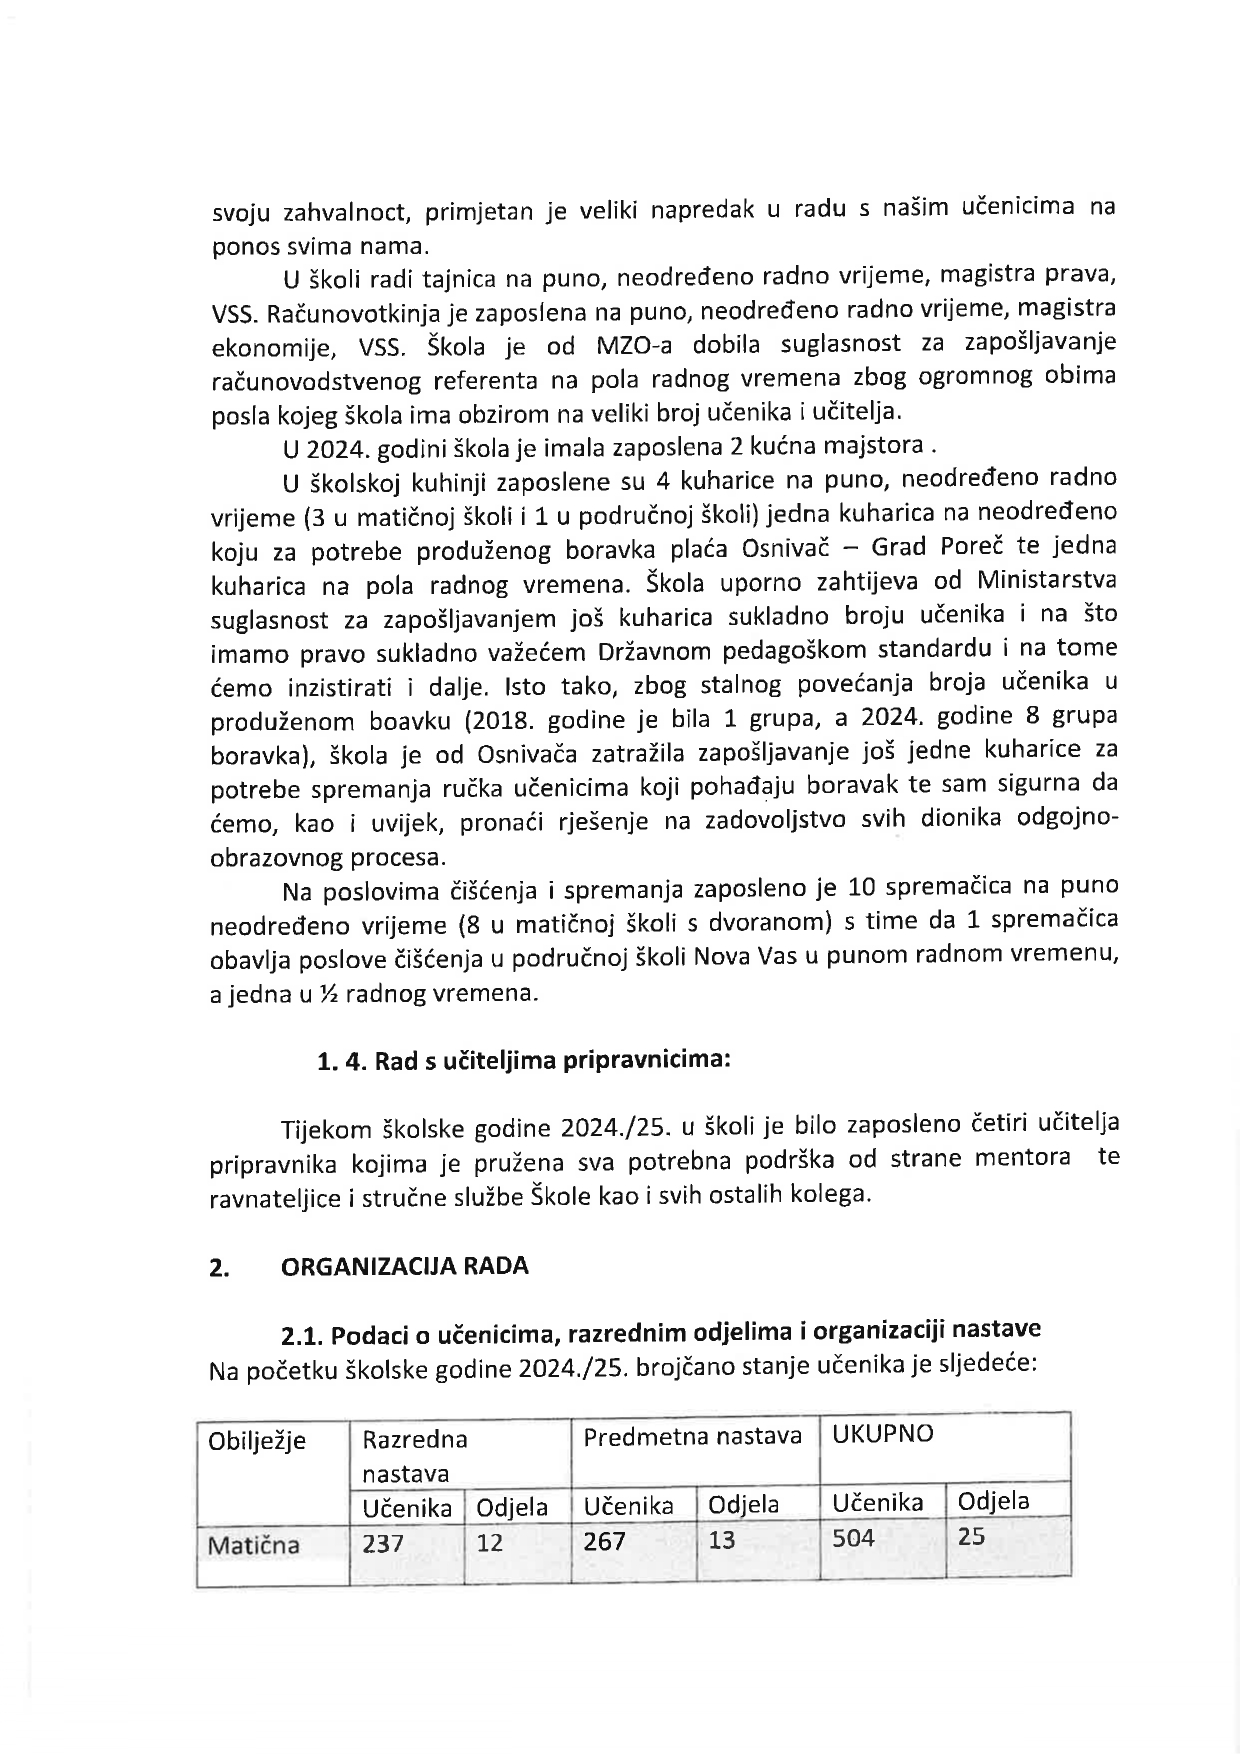 svoju zahvalnoct, primjetan je veliki napredak u radu s našim učenicima na
ponos svima nama.
U školi radi tajnica na puno, neodređeno radno vrijeme, magistra prava,
VSS. Računovotkinja je zaposlena na puno, neodređeno radno vrijeme, magistra
ekonomije, VSS. Škola je od MZO-a dobila suglasnost za zapošljavanje
računovodstvenog referenta na pola radnog vremena zbog ogromnog obima
posla kojeg škola ima obzirom na veliki broj učenika i učitelja.
U 2024. godini škola je imala zaposlena 2 kućna majstora .
U školskoj kuhinji zaposlene su 4 kuharice na puno, neodređeno radno
vrijeme (3 u matičnoj školi i 1 u područnoj školi) jedna kuharica na neodređeno
koju za potrebe produženog boravka plaća Osnivač – Grad Poreč te jedna
kuharica na pola radnog vremena. Škola uporno zahtijeva od Ministarstva
suglasnost za zapošljavanjem još kuharica sukladno broju učenika i na što
imamo pravo sukladno važećem Državnom pedagoškom standardu i na tome
ćemo inzistirati i dalje. Isto tako, zbog stalnog povećanja broja učenika u
produženom boavku (2018. godine je bila 1 grupa, a 2024. godine 8 grupa
boravka), škola je od Osnivača zatražila zapošljavanje još jedne kuharice za
potrebe spremanja ručka učenicima koji pohađaju boravak te sam sigurna da
ćemo, kao i uvijek, pronaći rješenje na zadovoljstvo svih dionika odgojno-
obrazovnog procesa.
Na poslovima čišćenja i spremanja zaposleno je 10 spremačica na puno
neodređeno vrijeme (8 u matičnoj školi s dvoranom) s time da 1 spremačica
obavlja poslove čišćenja u područnoj školi Nova Vas u punom radnom vremenu,
a jedna u ½ radnog vremena.
1. 4. Rad s učiteljima pripravnicima:
Tijekom školske godine 2024./25. u školi je bilo zaposleno četiri učitelja
pripravnika kojima je pružena sva potrebna podrška od strane mentora te
ravnateljice i stručne službe Škole kao i svih ostalih kolega.
2. ORGANIZACIJA RADA
2.1. Podaci o učenicima, razrednim odjelima i organizaciji nastave
Na početku školske godine 2024./25. brojčano stanje učenika je sljedeće:
Obilježje Razredna Predmetna nastava UKUPNO
nastava
Učenika Odjela Učenika Odjela Učenika Odjela
Matična 237 12 267 13 504 25